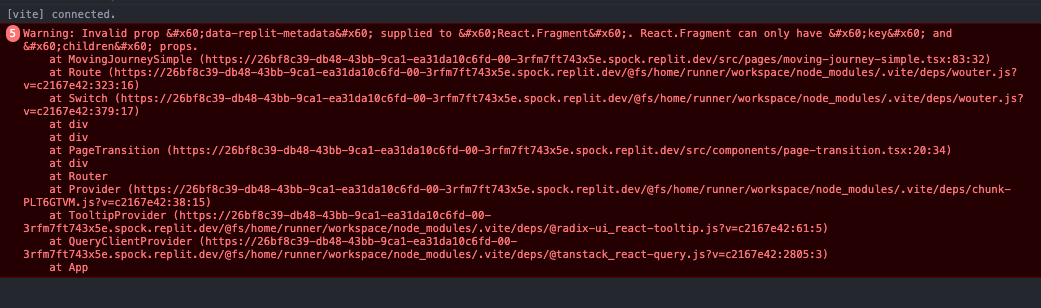 [vite] connected.
5 Warning: Invalid prop &#x60;data-replit-metadata&#x60; supplied to &#x60;React.Fragment&#x60;. React.Fragment can only have &#x60;key&#x60; and
&#x60;children&#x60; props.
    at MovingJourneySimple (https://26bf8c39-db48-43bb-9ca1-ea31da10c6fd-00-3rfm7ft743x5e.spock.replit.dev/src/pages/moving-journey-simple.tsx:83:32)
    at Route (https://26bf8c39-db48-43bb-9ca1-ea31da10c6fd-00-3rfm7ft743x5e.spock.replit.dev/@fs/home/runner/workspace/node_modules/.vite/deps/wouter.js?
v=c2167e42:323:16)
    at Switch (https://26bf8c39-db48-43bb-9ca1-ea31da10c6fd-00-3rfm7ft743x5e.spock.replit.dev/@fs/home/runner/workspace/node_modules/.vite/deps/wouter.js?
v=c2167e42:379:17)
    at div
    at div
    at PageTransition (https://26bf8c39-db48-43bb-9ca1-ea31da10c6fd-00-3rfm7ft743x5e.spock.replit.dev/src/components/page-transition.tsx:20:34)
    at div
    at Router
    at Provider (https://26bf8c39-db48-43bb-9ca1-ea31da10c6fd-00-3rfm7ft743x5e.spock.replit.dev/@fs/home/runner/workspace/node_modules/.vite/deps/chunk-
PLT6GTVM.js?v=c2167e42:38:15)
    at TooltipProvider (https://26bf8c39-db48-43bb-9ca1-ea31da10c6fd-00-
3rfm7ft743x5e.spock.replit.dev/@fs/home/runner/workspace/node_modules/.vite/deps/@radix-ui_react-tooltip.js?v=c2167e42:61:5)
    at QueryClientProvider (https://26bf8c39-db48-43bb-9ca1-ea31da10c6fd-00-
3rfm7ft743x5e.spock.replit.dev/@fs/home/runner/workspace/node_modules/.vite/deps/@tanstack_react-query.js?v=c2167e42:2805:3)
    at App